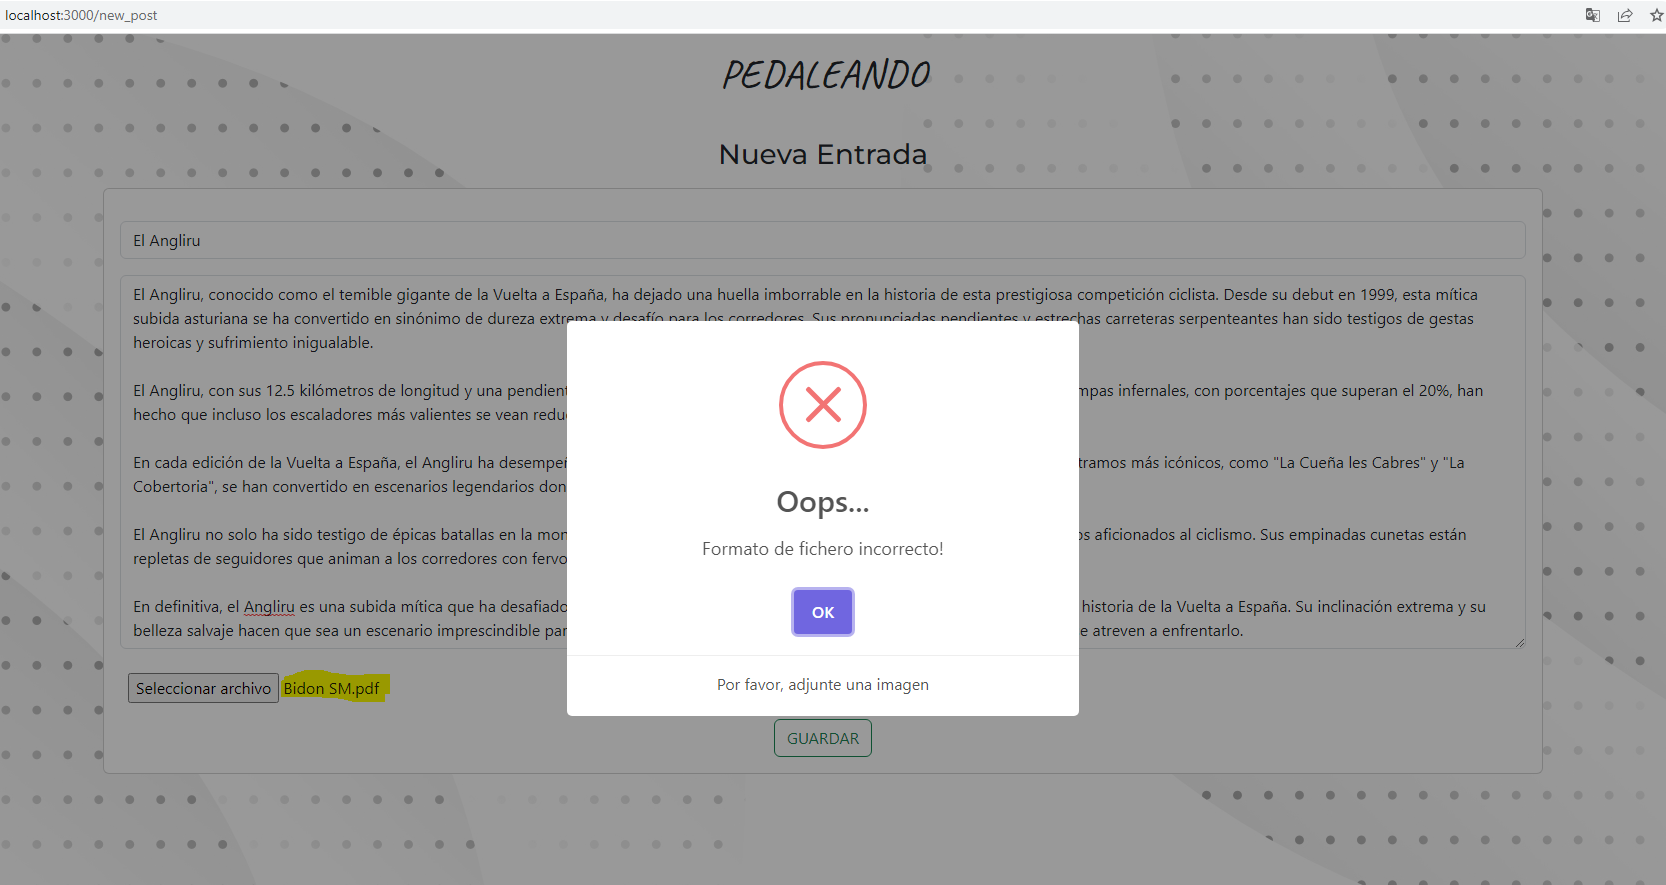 localhost:3000/new_post
PEDALEANDO
Nueva Entrada
El Angliru
El Angliru, conocido como el temible gigante de la Vuelta a España, ha dejado una huella imborrable en la historia de esta prestigiosa competición ciclista. Desde su debut en 1999, esta mítica
subida asturiana se ha convertido en sinónimo de dureza extrema y desafío para los corredores. Sus pronunciadas pendientes y estrechas carreteras serpenteantes han sido testigos de gestas
heroicas y sufrimiento inigualable.
El Angliru, con sus 12.5 kilómetros de longitud y una pendient mpas infernales, con porcentajes que superan el 20%, han
hecho que incluso los escaladores más valientes se vean redu
En cada edición de la Vuelta a España, el Angliru ha desempeñ tramos más icónicos, como "La Cueña les Cabres" y "La
Cobertoria", se han convertido en escenarios legendarios don
El Angliru no solo ha sido testigo de épicas batallas en la mon os aficionados al ciclismo. Sus empinadas cunetas están
repletas de seguidores que animan a los corredores con fervo
En definitiva, el Angliru es una subida mítica que ha desafiado historia de la Vuelta a España. Su inclinación extrema y su
belleza salvaje hacen que sea un escenario imprescindible par e atreven a enfrentarlo.
Oops...
Formato de fichero incorrecto!
OK
Por favor, adjunte una imagen
Seleccionar archivo Bidon SM.pdf
GUARDAR